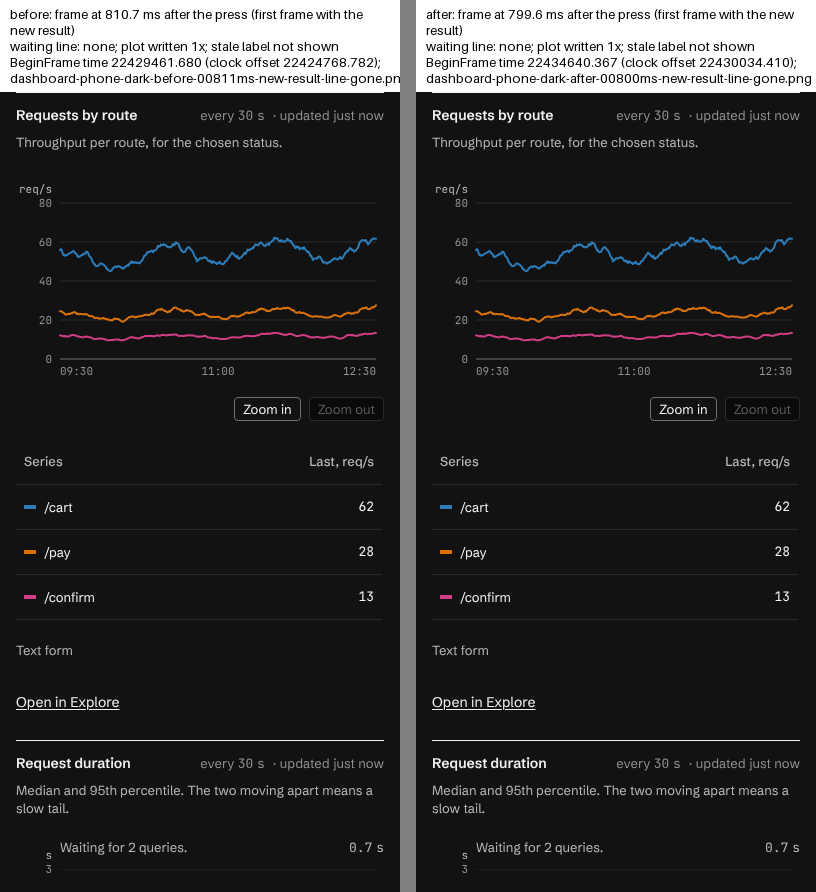 before: frame at 810.7 ms after the press (first frame with the
new result)
waiting line: none; plot written 1x; stale label not shown
BeginFrame time 22429461.680 (clock offset 22424768.782);
dashboard-phone-dark-before-00811ms-new-result-line-gone.pn
Requests by route every 30 s · updated just now
Throughput per route, for the chosen status.
req/s
80
60
40
20
0
09:30 11:00 12:30
Zoom in Zoom out
Series Last, req/s
/cart 62
/pay 28
/confirm 13
Text form
Open in Explore
Request duration every 30 s · updated just now
Median and 95th percentile. The two moving apart means a
slow tail.
Waiting for 2 queries. 0.7 s
s
3
after: frame at 799.6 ms after the press (first frame with the new
result)
waiting line: none; plot written 1x; stale label not shown
BeginFrame time 22434640.367 (clock offset 22430034.410);
dashboard-phone-dark-after-00800ms-new-result-line-gone.png
Requests by route every 30 s · updated just now
Throughput per route, for the chosen status.
req/s
80
60
40
20
0
09:30 11:00 12:30
Zoom in Zoom out
Series Last, req/s
/cart 62
/pay 28
/confirm 13
Text form
Open in Explore
Request duration every 30 s · updated just now
Median and 95th percentile. The two moving apart means a
slow tail.
Waiting for 2 queries. 0.7 s
s
3